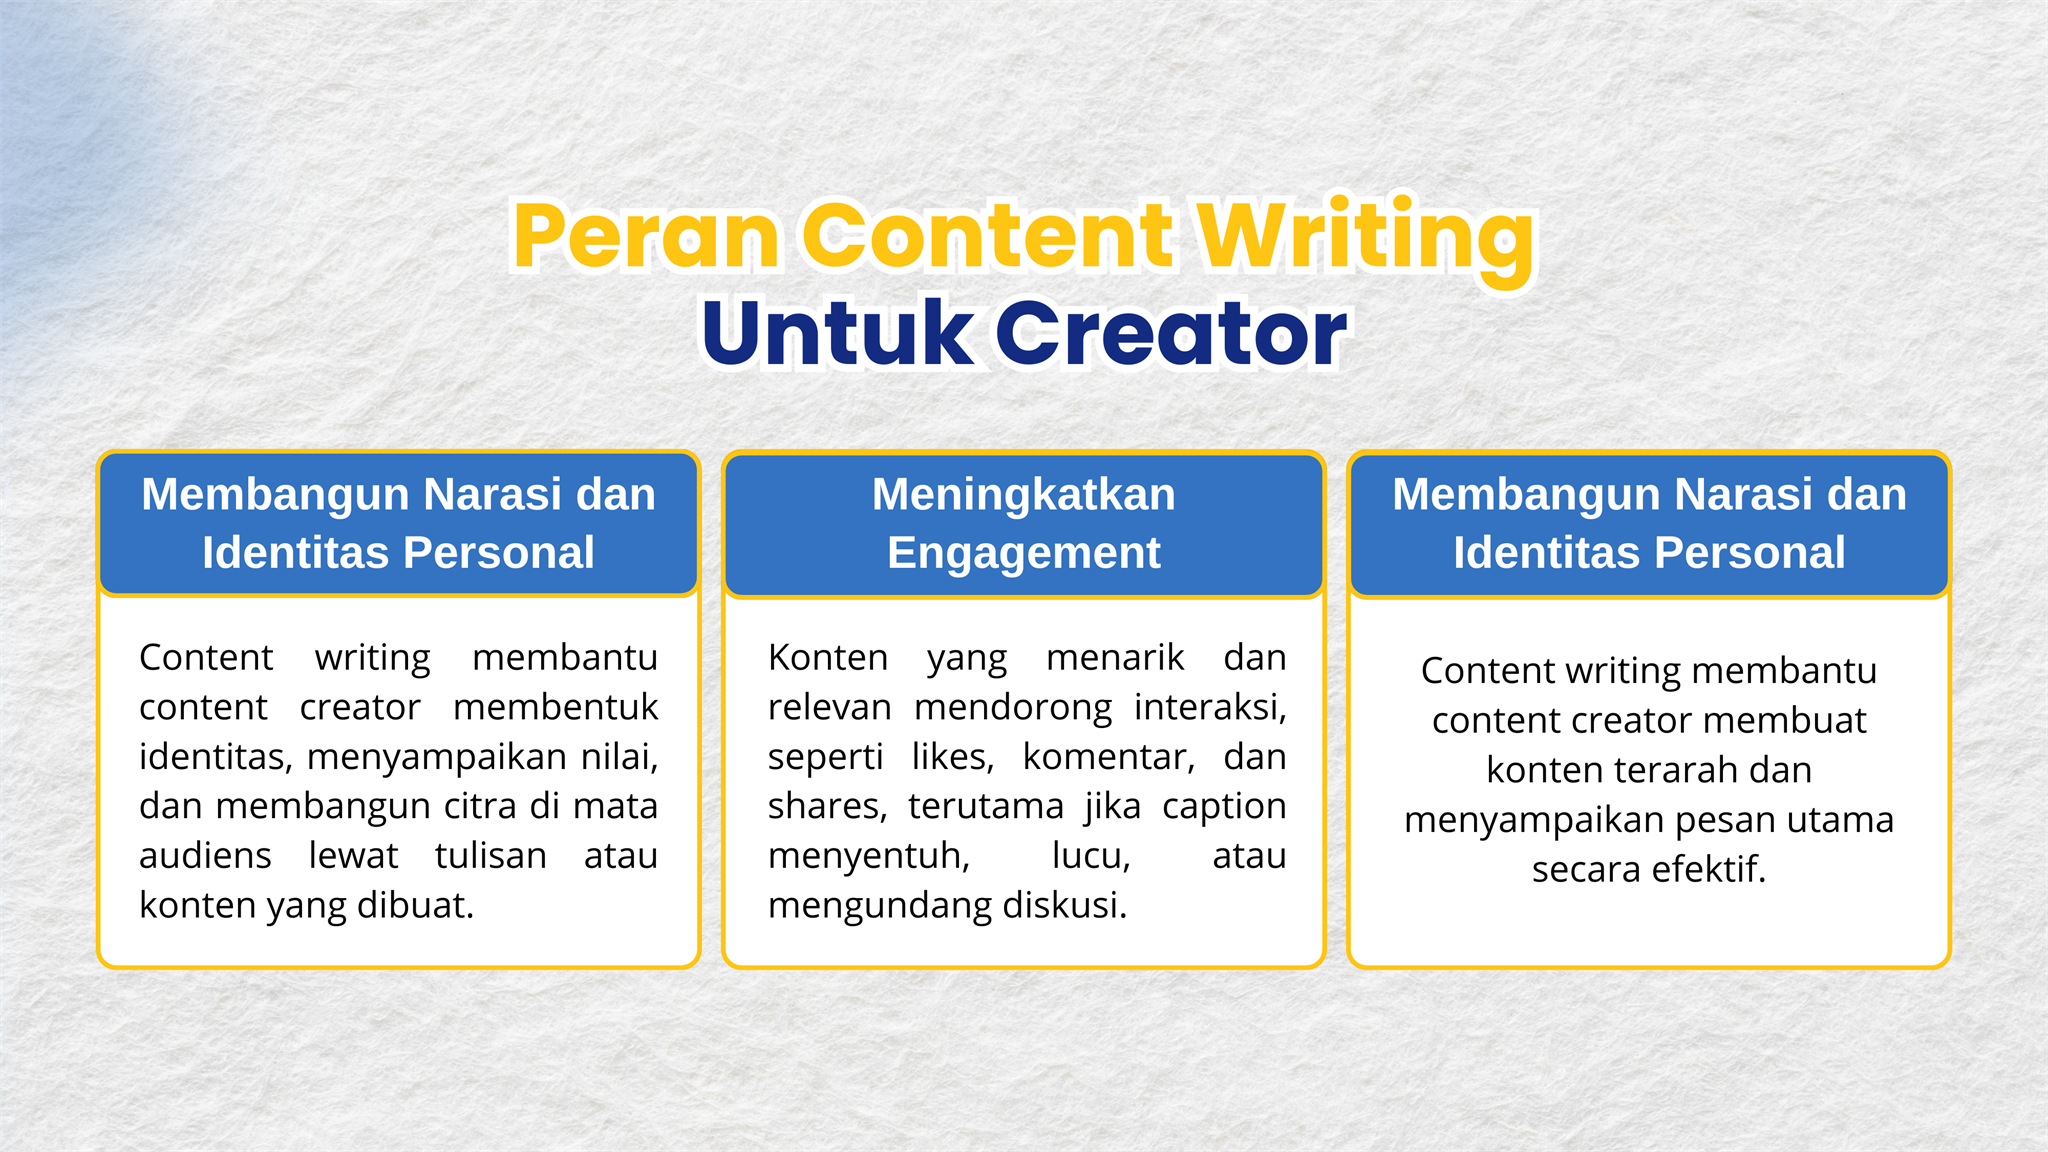 Peran Content Writing
Untuk Creator
Membangun Narasi dan
Identitas Personal
Content writing membantu
content creator membentuk
identitas, menyampaikan nilai,
dan membangun citra di mata
audiens lewat tulisan atau
konten yang dibuat.
Meningkatkan
Engagement
Konten yang menarik dan
relevan mendorong interaksi,
seperti likes, komentar, dan
shares, terutama jika caption
menyentuh, lucu, atau
mengundang diskusi.
Membangun Narasi dan
Identitas Personal
Content writing membantu
content creator membuat
konten terarah dan
menyampaikan pesan utama
secara efektif.